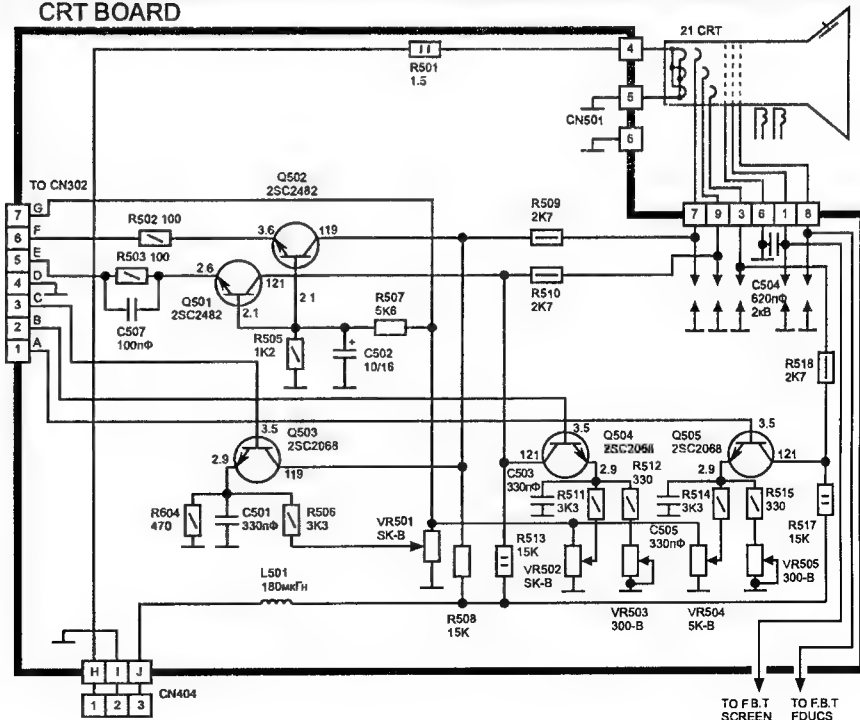 CRT BOARD
4
21 CRT
R501
1.5
5
CN501
6
TO CN302
7
G
6
F
5
E
4
D
3
C
2
B
1
A
R502 100
R503 100
C507
100пФ
Q502
2SC2482
3.6
119
2.6
121
Q501
2SC2482
2.1
2 1
R505
1K2
+
C502
10/16
R507
5K6
R509
2K7
R510
2K7
7
9
3
6
1
8
C504
620пФ
2кВ
R518
2K7
3.5
Q503
2SC2068
2.9
119
R604
470
C501
330пФ
R506
3K3
VR501
SK-B
3.5
Q504
2SC2068
121
2.9
C503
330пФ
R511
3K3
R512
330
R513
15K
VR502
SK-B
C505
330пФ
VR503
300-B
3.5
Q505
2SC2068
121
2.9
R514
3K3
R515
330
R517
15K
VR504
5K-B
VR505
300-B
L501
180мкГн
R508
15K
H
I
J
1
2
3
CN404
TO F.B.T
SCREEN
TO F.B.T
FDUCS